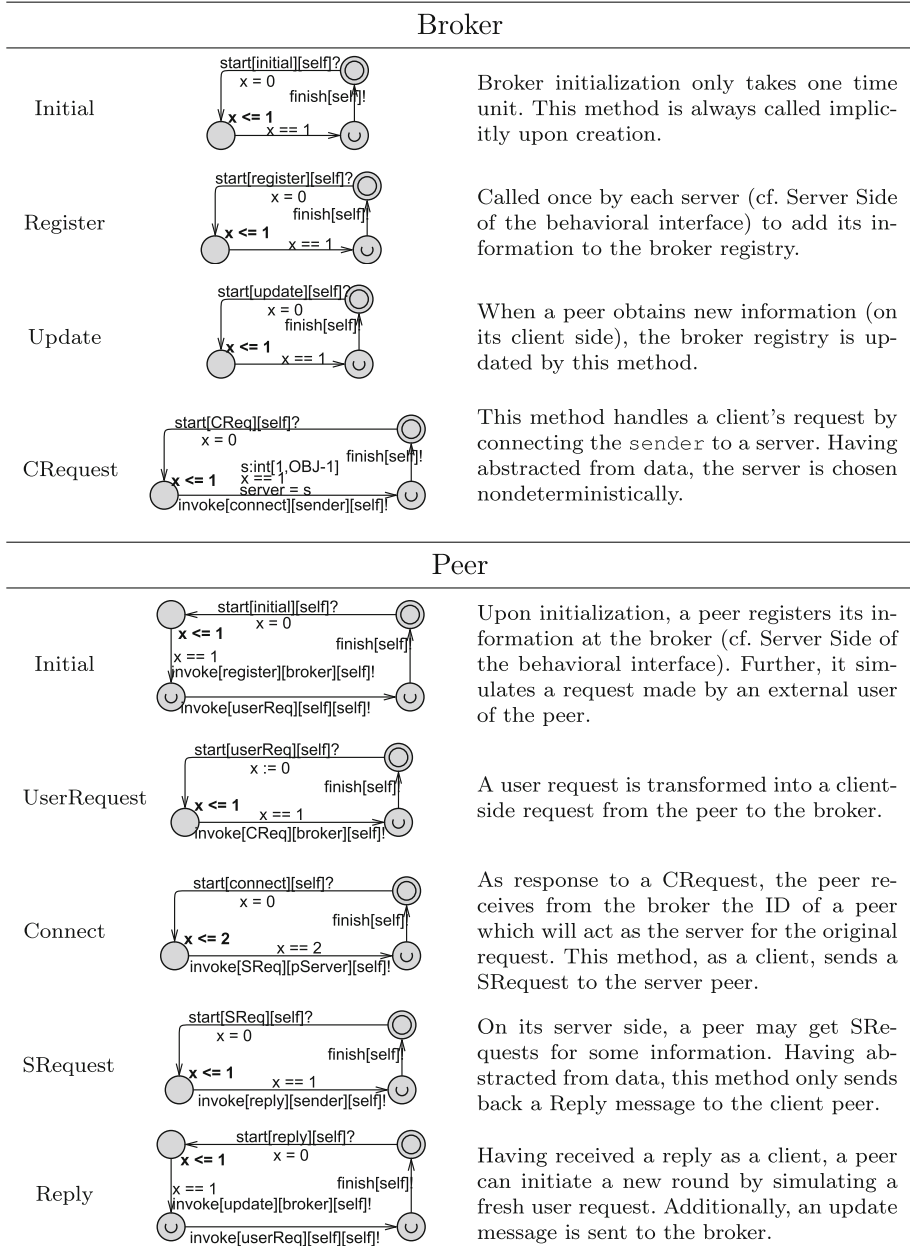 Broker
Initial
start[initial][self]?
x = 0
finish[self]!
x <= 1
x == 1
Broker initialization only takes one time
unit. This method is always called implic-
itly upon creation.
Register
start[register][self]?
x = 0
finish[self]!
x <= 1
x == 1
Called once by each server (cf. Server Side
of the behavioral interface) to add its in-
formation to the broker registry.
Update
start[update][self]?
x = 0
finish[self]!
x <= 1
x == 1
When a peer obtains new information (on
its client side), the broker registry is up-
dated by this method.
CRequest
start[CReq][self]?
x = 0
finish[self]!
s:int[1,OBJ-1]
x <= 1
x == 1
server = s
invoke[connect][sender][self]!
This method handles a client's request by
connecting the sender to a server. Having
abstracted from data, the server is chosen
nondeterministically.
Peer
Initial
start[initial][self]?
x = 0
x <= 1
finish[self]!
x == 1
invoke[register][broker][self]!
invoke[userReq][self][self]!
Upon initialization, a peer registers its in-
formation at the broker (cf. Server Side of
the behavioral interface). Further, it sim-
ulates a request made by an external user
of the peer.
UserRequest
start[userReq][self]?
x := 0
finish[self]!
x <= 1
x == 1
invoke[CReq][broker][self]!
A user request is transformed into a client-
side request from the peer to the broker.
Connect
start[connect][self]?
x = 0
finish[self]!
x <= 2
x == 2
invoke[SReq][pServer][self]!
As response to a CRequest, the peer re-
ceives from the broker the ID of a peer
which will act as the server for the original
request. This method, as a client, sends a
SRequest to the server peer.
SRequest
start[SReq][self]?
x = 0
finish[self]!
x <= 1
x == 1
invoke[reply][sender][self]!
On its server side, a peer may get SRe-
quests for some information. Having ab-
stracted from data, this method only sends
back a Reply message to the client peer.
Reply
start[reply][self]?
x = 0
x <= 1
finish[self]!
x == 1
invoke[update][broker][self]!
invoke[userReq][self][self]!
Having received a reply as a client, a peer
can initiate a new round by simulating a
fresh user request. Additionally, an update
message is sent to the broker.